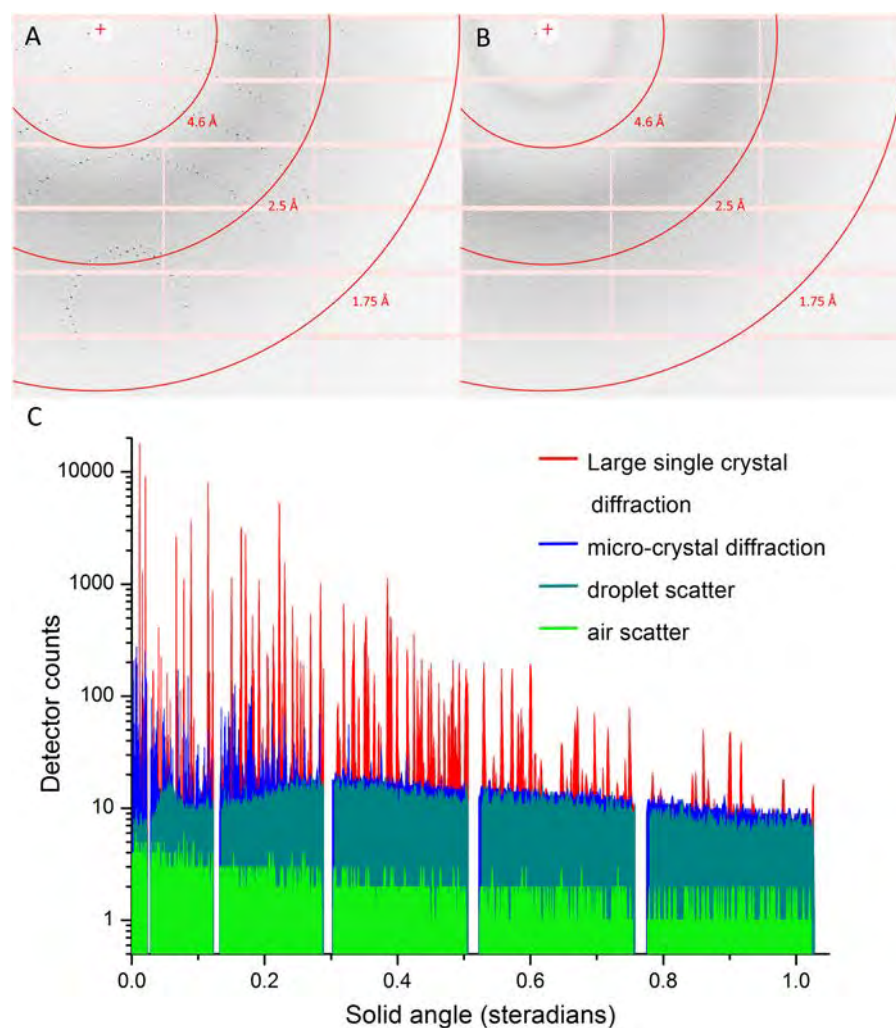 A
B
+
+
4.6 Å
4.6 Å
2.5 Å
2.5 Å
1.75 Å
1.75 Å
C
10000
1000
100
10
1
Detector counts
Large single crystal
diffraction
micro-crystal diffraction
droplet scatter
air scatter
0.0
0.2
0.4
0.6
0.8
1.0
Solid angle (steradians)